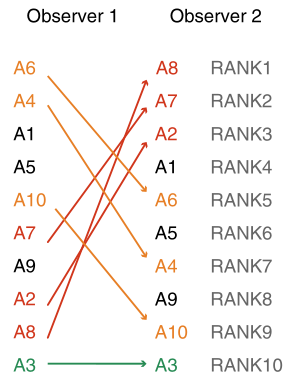 Observer 1 Observer 2
A6 A8 RANK1
A4 A7 RANK2
A1 A2 RANK3
A5 A1 RANK4
A10 A6 RANK5
A7 A5 RANK6
A9 A4 RANK7
A2 A9 RANK8
A8 A10 RANK9
A3 A3 RANK10